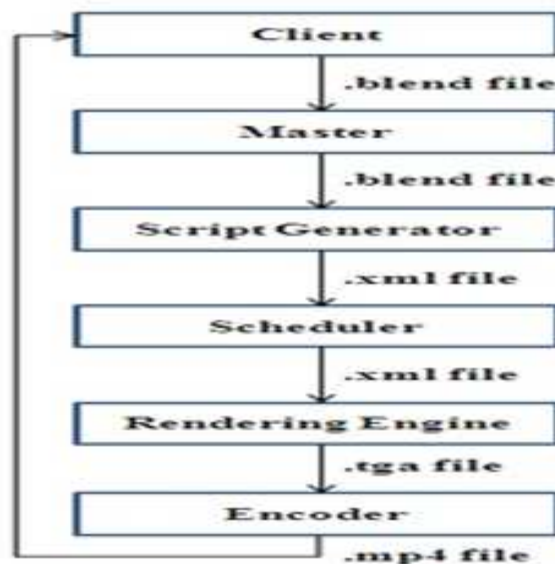 Client
.blend file
Master
.blend file
Script Generator
.xml file
Scheduler
.xml file
Rendering Engine
.tga file
Encoder
.mp4 file